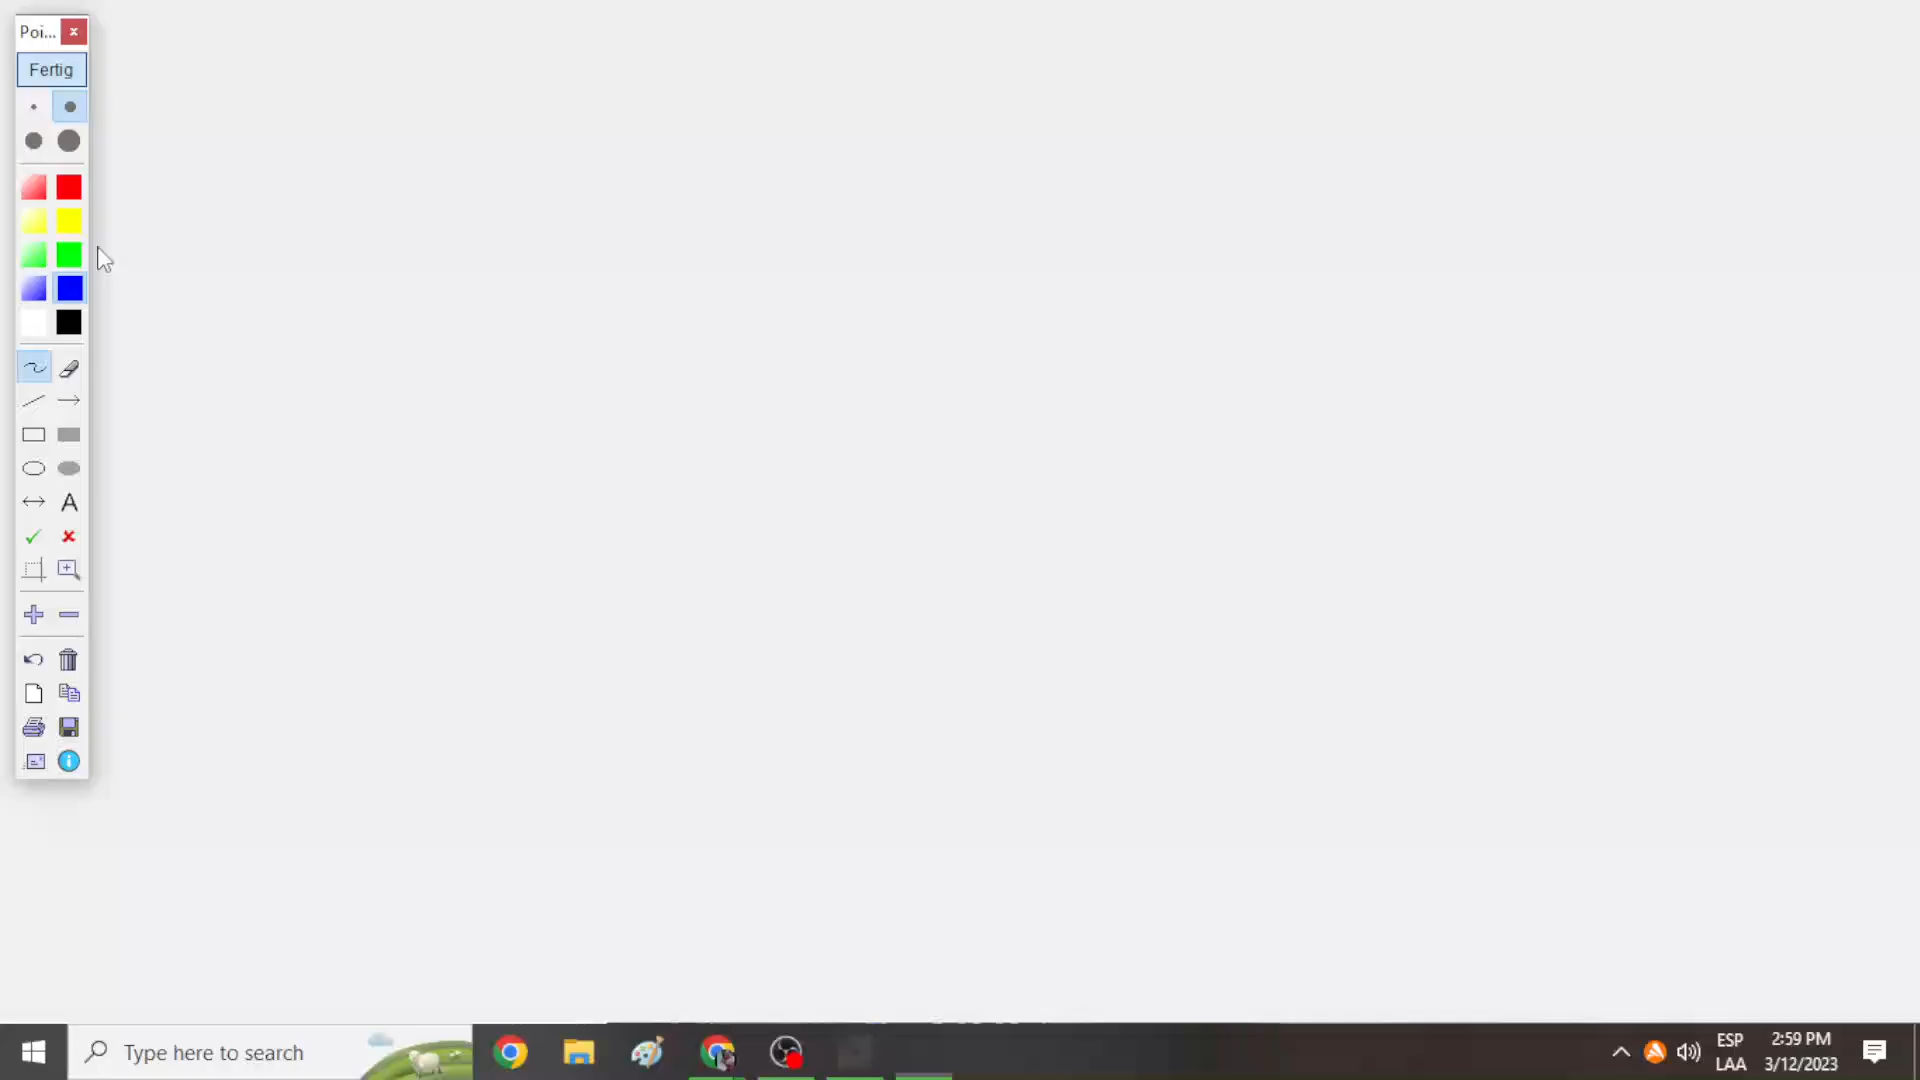 Poi...
Fertig
A
Type here to search
ESP
LAA
2:59 PM
3/12/2023